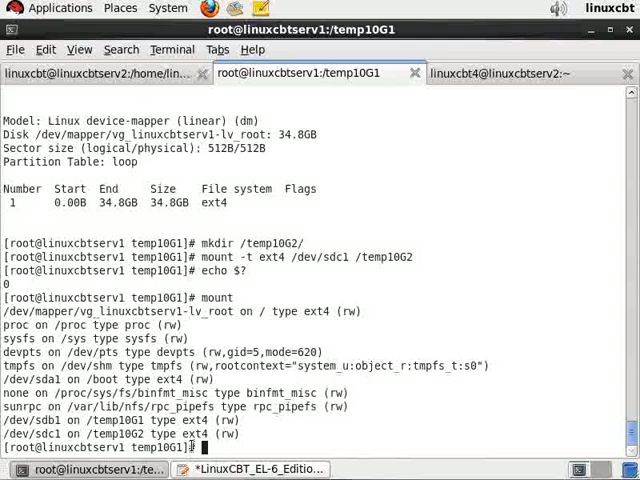 Applications Places System linuxcbt
root@linuxcbtserv1:/temp10G1
File Edit View Search Terminal Tabs Help
linuxcbt@linuxcbtserv2:/home/lin... root@linuxcbtserv1:/temp10G1 linuxcbt4@linuxcbtserv2:~
Model: Linux device-mapper (linear) (dm)
Disk /dev/mapper/vg_linuxcbtserv1-lv_root: 34.8GB
Sector size (logical/physical): 512B/512B
Partition Table: loop
Number Start End Size File system Flags
1 0.00B 34.8GB 34.8GB ext4
[root@linuxcbtserv1 temp10G1]# mkdir /temp10G2/
[root@linuxcbtserv1 temp10G1]# mount -t ext4 /dev/sdc1 /temp10G2
[root@linuxcbtserv1 temp10G1]# echo $?
0
[root@linuxcbtserv1 temp10G1]# mount
/dev/mapper/vg_linuxcbtserv1-lv_root on / type ext4 (rw)
proc on /proc type proc (rw)
sysfs on /sys type sysfs (rw)
devpts on /dev/pts type devpts (rw,gid=5,mode=620)
tmpfs on /dev/shm type tmpfs (rw,rootcontext="system_u:object_r:tmpfs_t:s0")
/dev/sda1 on /boot type ext4 (rw)
none on /proc/sys/fs/binfmt_misc type binfmt_misc (rw)
sunrpc on /var/lib/nfs/rpc_pipefs type rpc_pipefs (rw)
/dev/sdb1 on /temp10G1 type ext4 (rw)
/dev/sdc1 on /temp10G2 type ext4 (rw)
[root@linuxcbtserv1 temp10G1]#
root@linuxcbtserv1:/te... *LinuxCBT_EL-6_Editio...